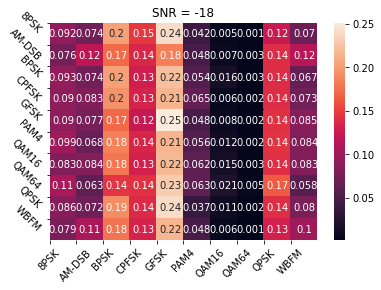 SNR = -18
8PSK 0.092 0.074 0.2 0.15 0.24 0.042 0.005 0.001 0.12 0.07
AM-DSB 0.076 0.12 0.17 0.14 0.18 0.048 0.007 0.003 0.14 0.12
BPSK 0.093 0.074 0.2 0.13 0.22 0.054 0.016 0.003 0.14 0.067
CPFSK 0.09 0.083 0.2 0.13 0.21 0.065 0.006 0.002 0.14 0.073
GFSK 0.09 0.077 0.17 0.12 0.25 0.048 0.008 0.002 0.14 0.085
PAM4 0.099 0.068 0.18 0.14 0.21 0.056 0.012 0.002 0.14 0.084
QAM16 0.083 0.084 0.18 0.13 0.22 0.062 0.015 0.003 0.14 0.083
QAM64 0.11 0.063 0.14 0.14 0.23 0.063 0.021 0.005 0.17 0.058
QPSK 0.086 0.072 0.19 0.14 0.24 0.037 0.011 0.002 0.14 0.08
WBFM 0.079 0.11 0.18 0.13 0.22 0.048 0.006 0.001 0.13 0.1
8PSK AM-DSB BPSK CPFSK GFSK PAM4 QAM16 QAM64 QPSK WBFM
0.25
0.20
0.15
0.10
0.05